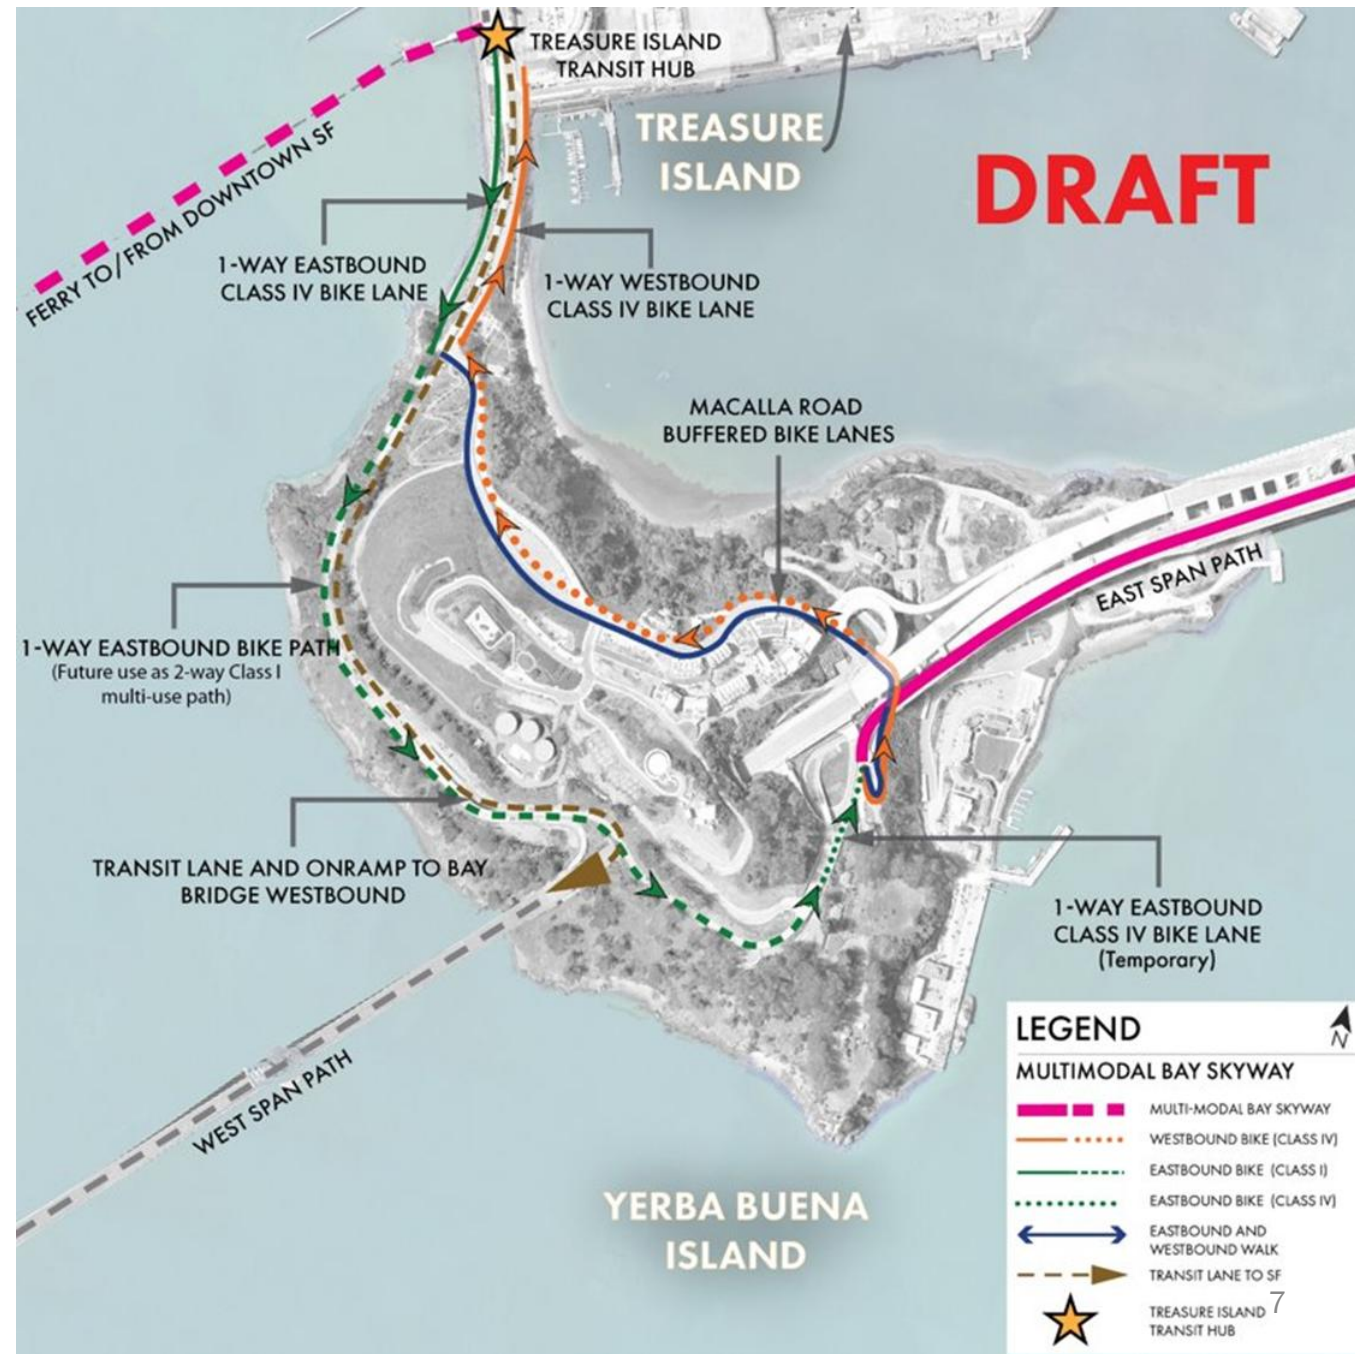 TREASURE ISLAND
TRANSIT HUB
TREASURE
ISLAND
DRAFT
FERRY TO/FROM DOWNTOWN SF
1-WAY EASTBOUND
CLASS IV BIKE LANE
1-WAY WESTBOUND
CLASS IV BIKE LANE
MACALLA ROAD
BUFFERED BIKE LANES
EAST SPAN PATH
1-WAY EASTBOUND BIKE PATH
(Future use as 2-way Class I
multi-use path)
TRANSIT LANE AND ONRAMP TO BAY
BRIDGE WESTBOUND
1-WAY EASTBOUND
CLASS IV BIKE LANE
(Temporary)
WEST SPAN PATH
YERBA BUENA
ISLAND
LEGEND
N
MULTIMODAL BAY SKYWAY
MULTI-MODAL BAY SKYWAY
WESTBOUND BIKE (CLASS IV)
EASTBOUND BIKE (CLASS I)
EASTBOUND BIKE (CLASS IV)
EASTBOUND AND
WESTBOUND WALK
TRANSIT LANE TO SF
TREASURE ISLAND
TRANSIT HUB
7